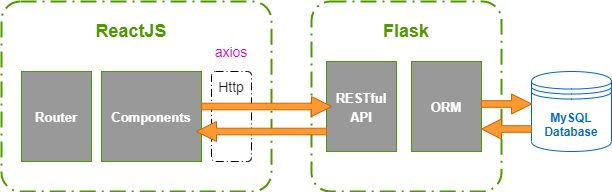 ReactJS
Flask
axios
Http
Router
Components
RESTful
API
ORM
MySQL
Database